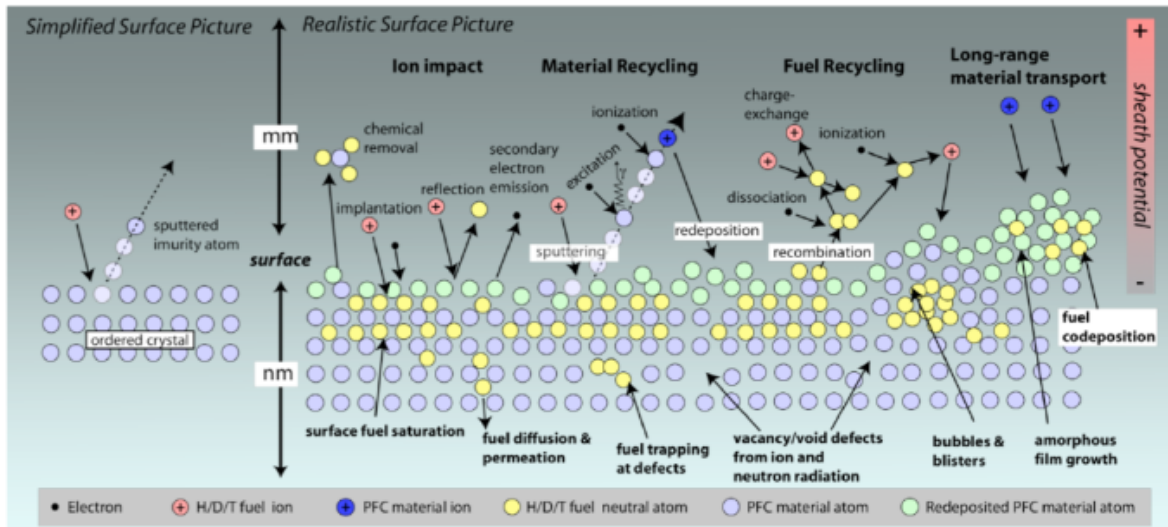 Simplified Surface Picture
Realistic Surface Picture
Ion impact
Material Recycling
Fuel Recycling
Long-range
material transport
+
sheath potential
-
mm
surface
nm
sputtered
imurity atom
ordered crystal
chemical
removal
implantation
reflection
secondary
electron
emission
ionization
excitation
sputtering
redeposition
charge-
exchange
ionization
dissociation
recombination
fuel
codeposition
surface fuel saturation
fuel diffusion &
permeation
fuel trapping
at defects
vacancy/void defects
from ion and
neutron radiation
bubbles &
blisters
amorphous
film growth
Electron
+ H/D/T fuel ion
+ PFC material ion
H/D/T fuel neutral atom
PFC material atom
Redeposited PFC material atom